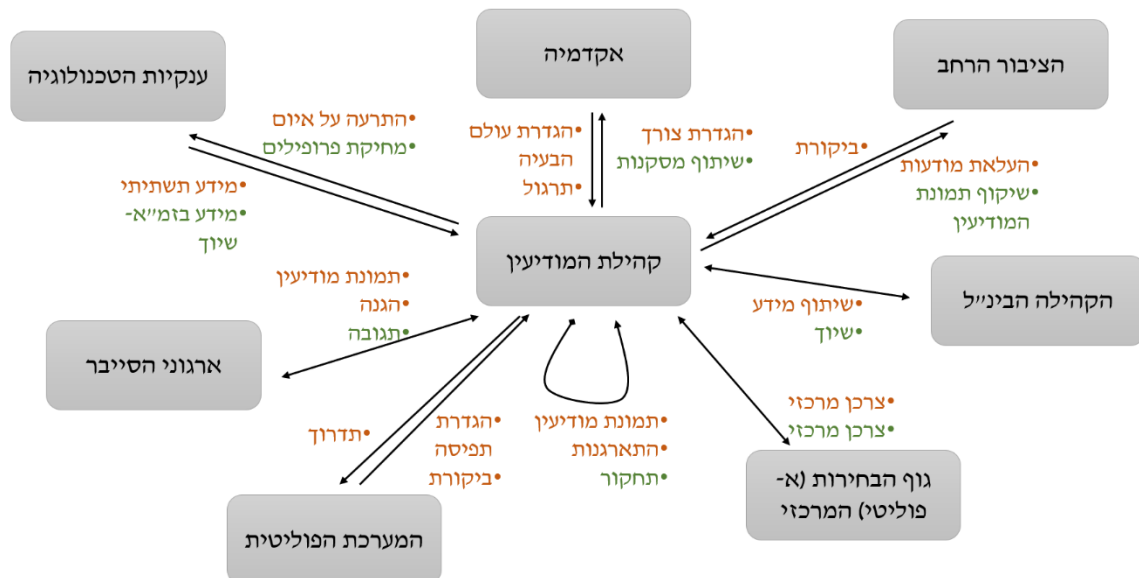 אקדמיה
הציבור הרחב
ענקיות הטכנולוגיה
•התרעה על איום
•מחיקת פרופילים
•הגדרת עולם
הבעיה
•תרגול
•הגדרת צורך
•שיתוף מסקנות
•ביקורת
•העלאת מודעות
•שיקוף תמונת
המודיעין
•מידע תשתיתי
•מידע בזמ״א-
שיוך
קהילת המודיעין
הקהילה הבינ״ל
•תמונת מודיעין
•הגנה
•תגובה
•שיתוף מידע
•שיוך
ארגוני הסייבר
•צרכן מרכזי
•צרכן מרכזי
•תדרוך
•הגדרת
תפיסה
•ביקורת
•תמונת מודיעין
•התארגנות
•תחקור
גוף הבחירות (א-
פוליטי) המרכזי
המערכת הפוליטית